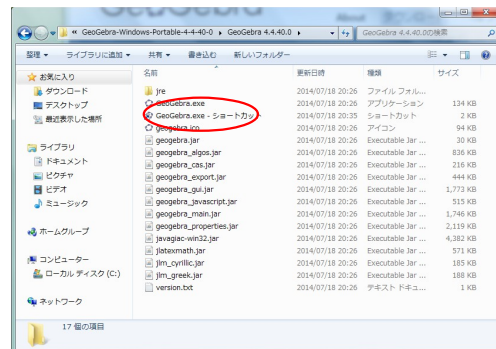 « GeoGebra-Windows-Portable-4-4-40-0 ▸ GeoGebra 4.4.40.0 ▸
GeoGebra 4.4.40.0の検索
整理 ▾ ライブラリに追加 ▾ 共有 ▾ 書き込む 新しいフォルダー
お気に入り
ダウンロード
デスクトップ
最近表示した場所
ライブラリ
ドキュメント
ピクチャ
ビデオ
ミュージック
ホームグループ
コンピューター
ローカル ディスク (C:)
ネットワーク
名前 更新日時 種類 サイズ
jre 2014/07/18 20:26 ファイル フォル...
GeoGebra.exe 2014/07/18 20:26 アプリケーション 134 KB
GeoGebra.exe - ショートカット 2014/07/18 20:35 ショートカット 2 KB
geogebra.ico 2014/07/18 20:26 アイコン 94 KB
geogebra.jar 2014/07/18 20:26 Executable Jar ... 30 KB
geogebra_algos.jar 2014/07/18 20:26 Executable Jar ... 836 KB
geogebra_cas.jar 2014/07/18 20:26 Executable Jar ... 216 KB
geogebra_export.jar 2014/07/18 20:26 Executable Jar ... 444 KB
geogebra_gui.jar 2014/07/18 20:26 Executable Jar ... 1,773 KB
geogebra_javascript.jar 2014/07/18 20:26 Executable Jar ... 515 KB
geogebra_main.jar 2014/07/18 20:26 Executable Jar ... 1,746 KB
geogebra_properties.jar 2014/07/18 20:26 Executable Jar ... 2,119 KB
javagiac-win32.jar 2014/07/18 20:26 Executable Jar ... 4,382 KB
jlatexmath.jar 2014/07/18 20:26 Executable Jar ... 571 KB
jlm_cyrillic.jar 2014/07/18 20:26 Executable Jar ... 185 KB
jlm_greek.jar 2014/07/18 20:26 Executable Jar ... 188 KB
version.txt 2014/07/18 20:26 テキスト ドキュ... 1 KB
17 個の項目